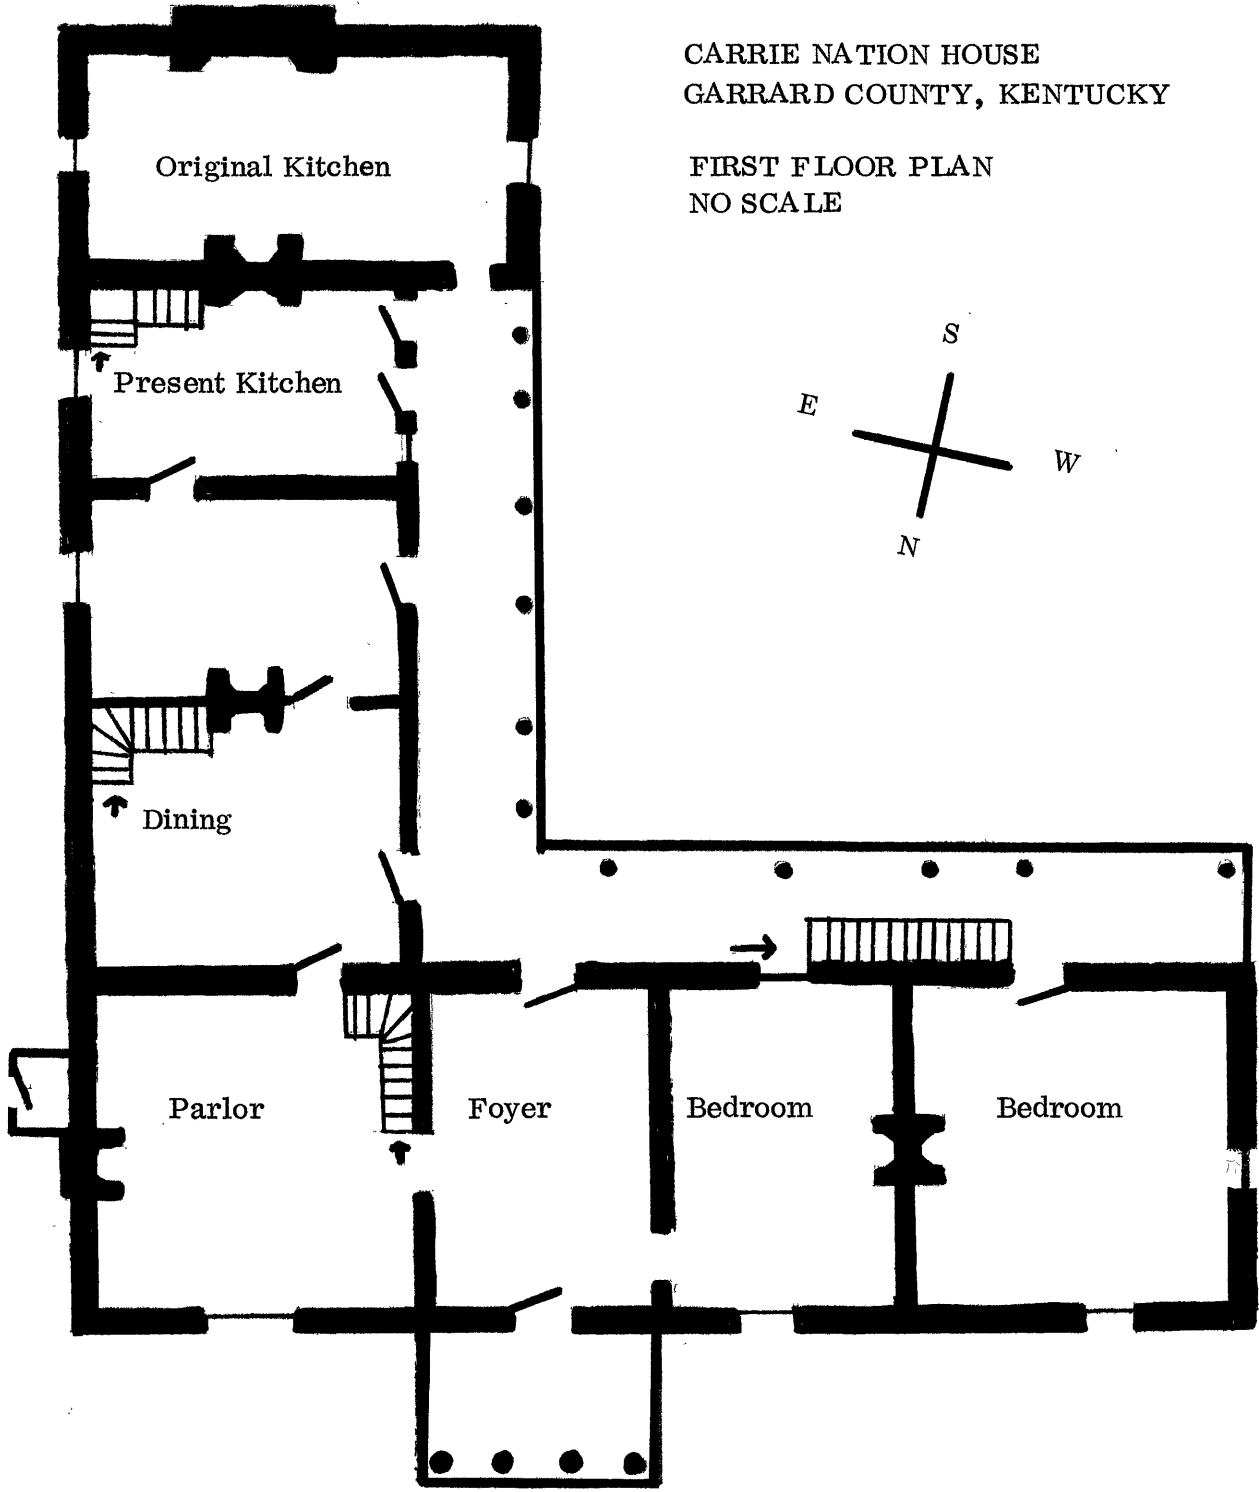 CARRIE NATION HOUSE
GARRARD COUNTY, KENTUCKY
FIRST FLOOR PLAN
NO SCALE
Original Kitchen
S
E
W
N
Present Kitchen
Dining
Parlor
Foyer
Bedroom
Bedroom